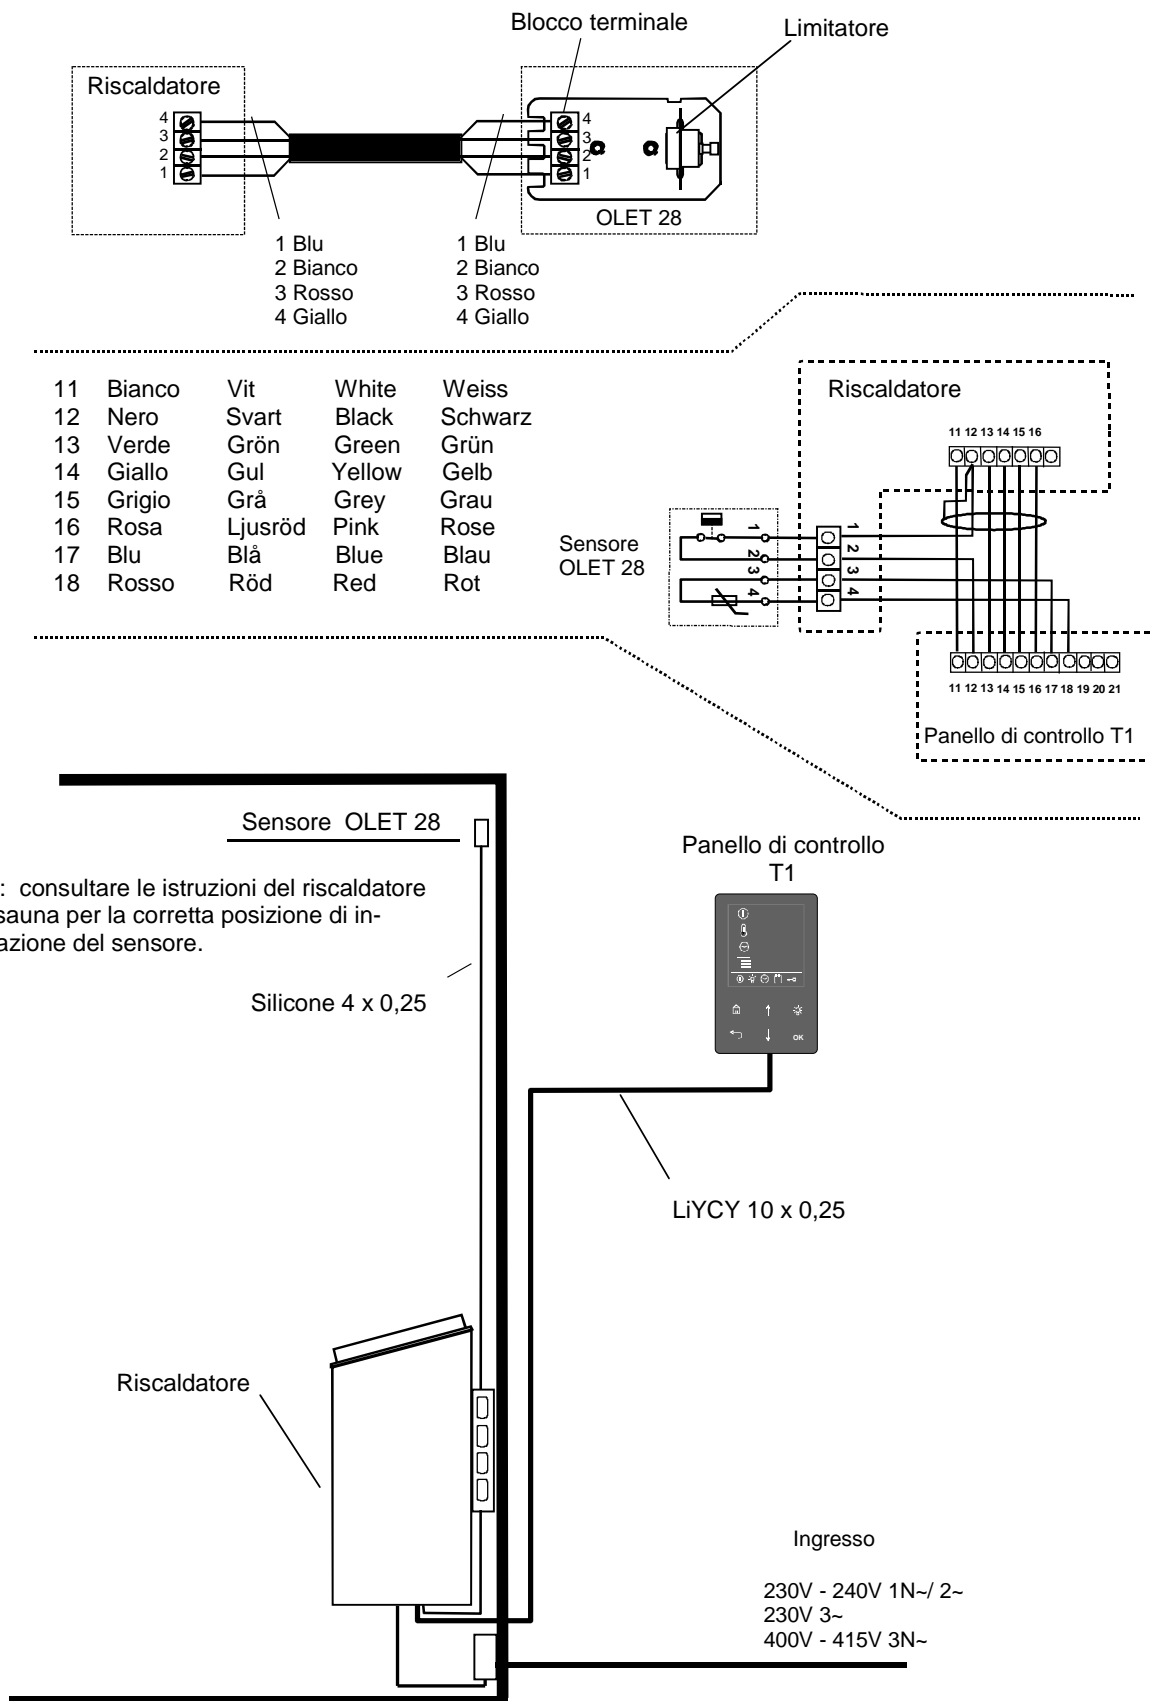 Blocco terminale
Limitatore
Riscaldatore
4
3
2
1
4
3
2
1
OLET 28
1 Blu
2 Bianco
3 Rosso
4 Giallo
1 Blu
2 Bianco
3 Rosso
4 Giallo
11 Bianco Vit White Weiss
12 Nero Svart Black Schwarz
13 Verde Grön Green Grün
14 Giallo Gul Yellow Gelb
15 Grigio Grå Grey Grau
16 Rosa Ljusröd Pink Rose
17 Blu Blå Blue Blau
18 Rosso Röd Red Rot
Riscaldatore
11 12 13 14 15 16
Sensore
OLET 28
1
2
3
4
1
2
3
4
11 12 13 14 15 16 17 18 19 20 21
Panello di controllo T1
Sensore OLET 28
: consultare le istruzioni del riscaldatore
sauna per la corretta posizione di in-
azione del sensore.
Silicone 4 x 0,25
Panello di controllo
T1
OK
LiYCY 10 x 0,25
Riscaldatore
Ingresso
230V - 240V 1N~/ 2~
230V 3~
400V - 415V 3N~